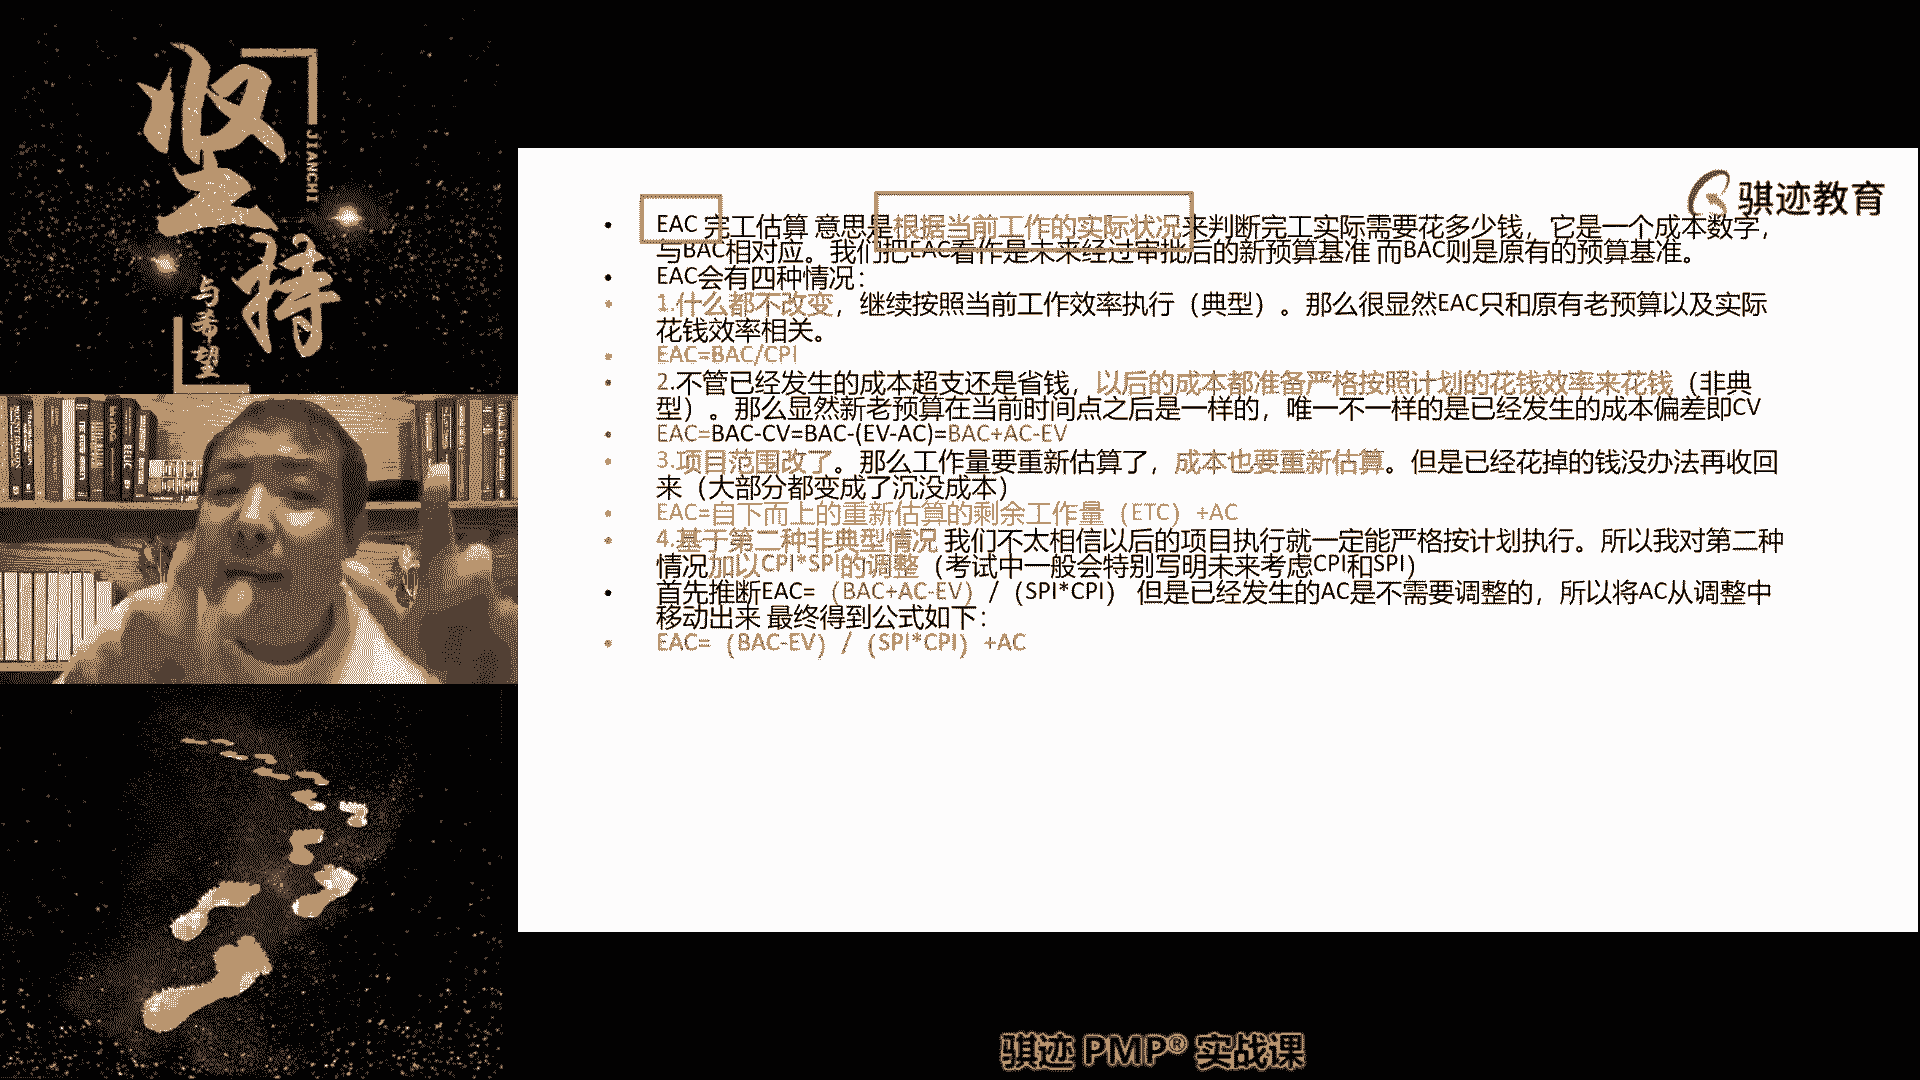 坚持
JIANCHI
与希望
骐迹教育
• EAC 完工估算 意思是根据当前工作的实际状况来判断完工实际需要花多少钱，它是一个成本数字，
与BAC相对应。我们把EAC看作是未来经过审批后的新预算基准 而BAC则是原有的预算基准。
• EAC会有四种情况：
• 1.什么都不改变，继续按照当前工作效率执行（典型）。那么很显然EAC只和原有老预算以及实际
花钱效率相关。
• EAC=BAC/CPI
• 2.不管已经发生的成本超支还是省钱，以后的成本都准备严格按照计划的花钱效率来花钱（非典
型）。那么显然新老预算在当前时间点之后是一样的，唯一不一样的是已经发生的成本偏差即CV
• EAC=BAC-CV=BAC-(EV-AC)=BAC+AC-EV
• 3.项目范围改了。那么工作量要重新估算了，成本也要重新估算。但是已经花掉的钱没办法再收回
来（大部分都变成了沉没成本）
• EAC=自下而上的重新估算的剩余工作量（ETC）+AC
• 4.基于第二种非典型情况 我们不太相信以后的项目执行就一定能严格按计划执行。所以我对第二种
情况加以CPI*SPI的调整（考试中一般会特别写明未来考虑CPI和SPI）
• 首先推断EAC=（BAC+AC-EV）/（SPI*CPI） 但是已经发生的AC是不需要调整的，所以将AC从调整中
移动出来 最终得到公式如下：
• EAC=（BAC-EV）/（SPI*CPI）+AC
骐迹 PMP® 实战课